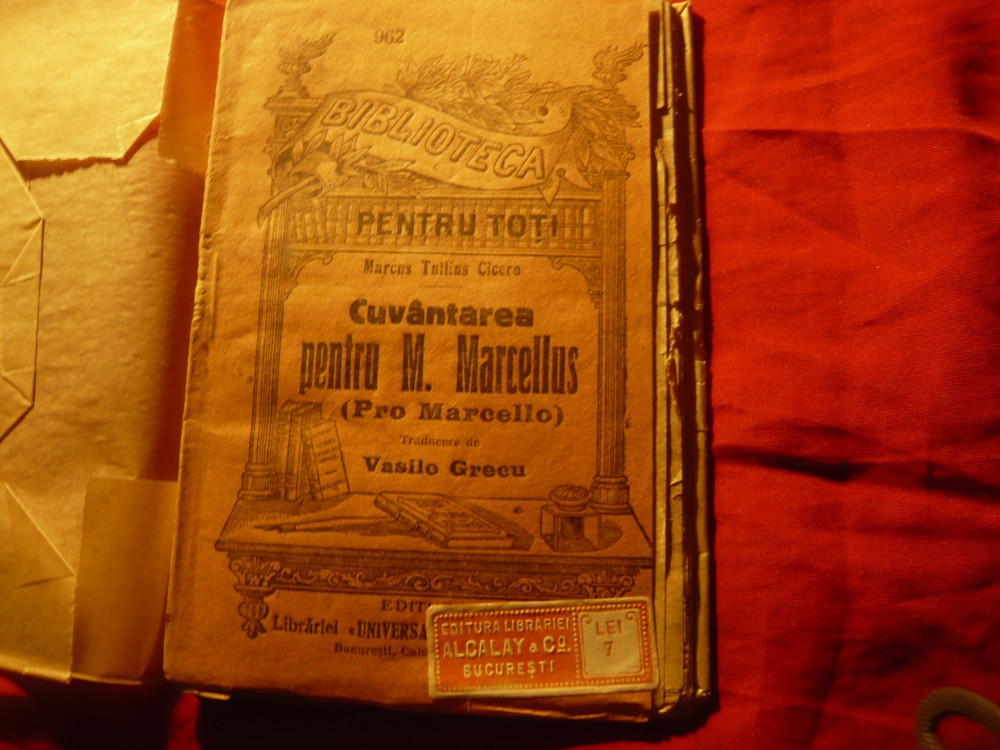 962
BIBLIOTECA
PENTRU TOȚI
Marcus Tullius Cicero
Cuvântarea
pentru M. Marcellus
(Pro Marcello)
Traducere de
Vasile Grecu
EDIT
Librăriei «UNIVERSA
București, Cal
EDITURA LIBRĂRIEI
ALCALAY & Co.
BUCUREȘTI
LEI
7